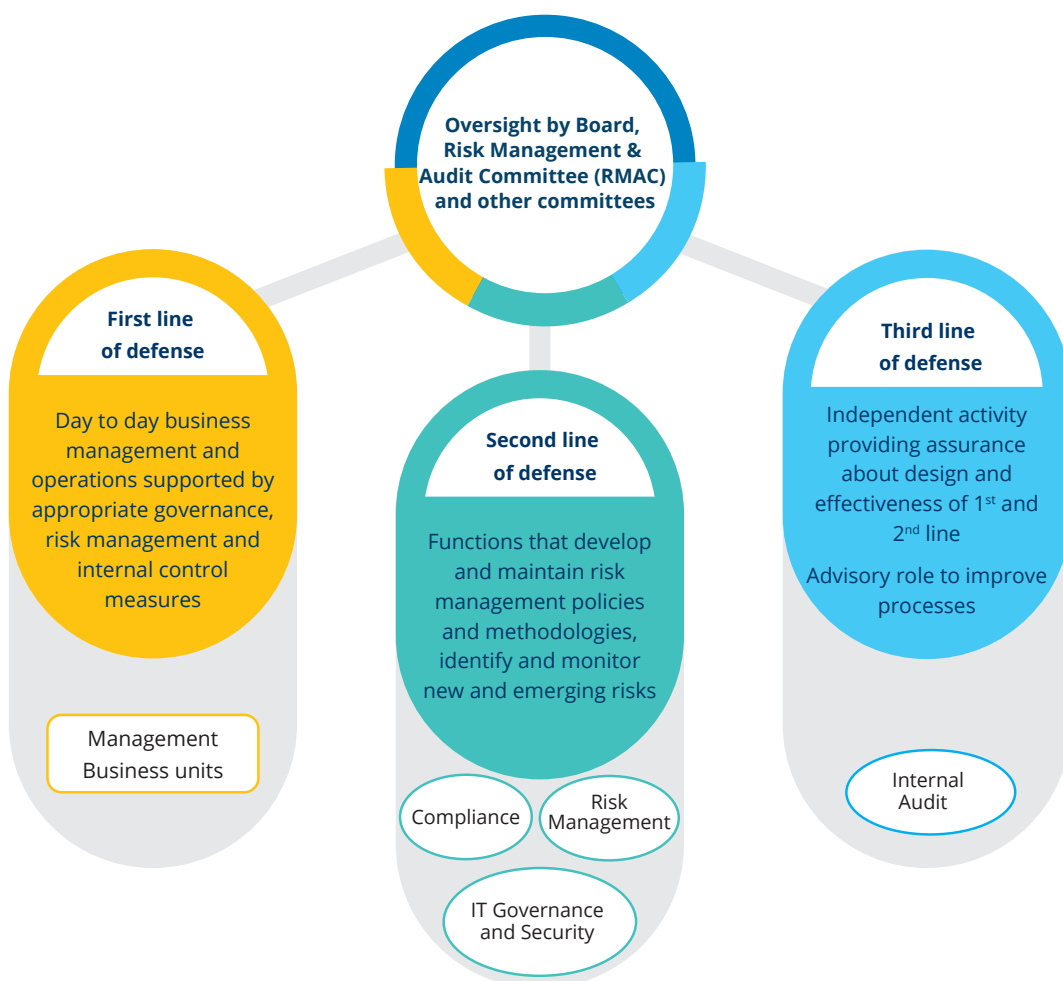 Oversight by Board,
Risk Management &
Audit Committee (RMAC)
and other committees
First line
of defense
Day to day business
management and
operations supported by
appropriate governance,
risk management and
internal control
measures
Management
Business units
Second line
of defense
Functions that develop
and maintain risk
management policies
and methodologies,
identify and monitor
new and emerging risks
Compliance
Risk
Management
IT Governance
and Security
Third line
of defense
Independent activity
providing assurance
about design and
effectiveness of 1st and
2nd line
Advisory role to improve
processes
Internal
Audit